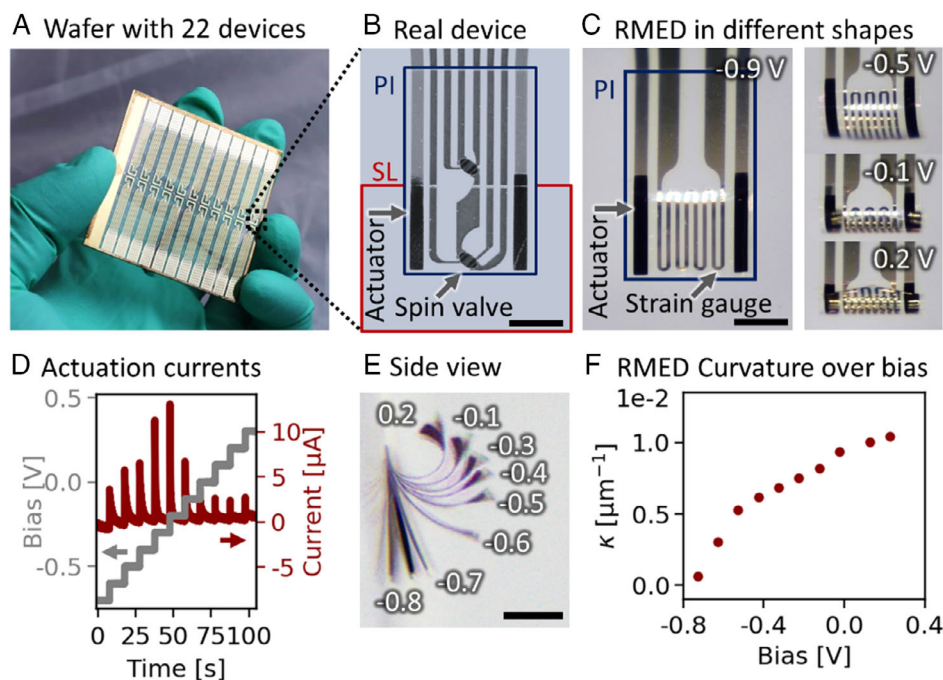 A Wafer with 22 devices
B Real device
PI
SL
Actuator
Spin valve
C RMED in different shapes
-0.9 V
PI
Actuator
Strain gauge
-0.5
-0.1 V
0.2 V
D Actuation currents
Bias [V]
0.5
-0.0
-0.5
Current [µA]
10
5
0
-5
0 25 50 75 100
Time [s]
E Side view
0.2
-0.1
-0.3
-0.4
-0.5
-0.6
-0.7
-0.8
F RMED Curvature over bias
1e-2
κ [µm⁻¹]
1.0
0.5
0.0
-0.8 -0.4 0.0 0.4
Bias [V]